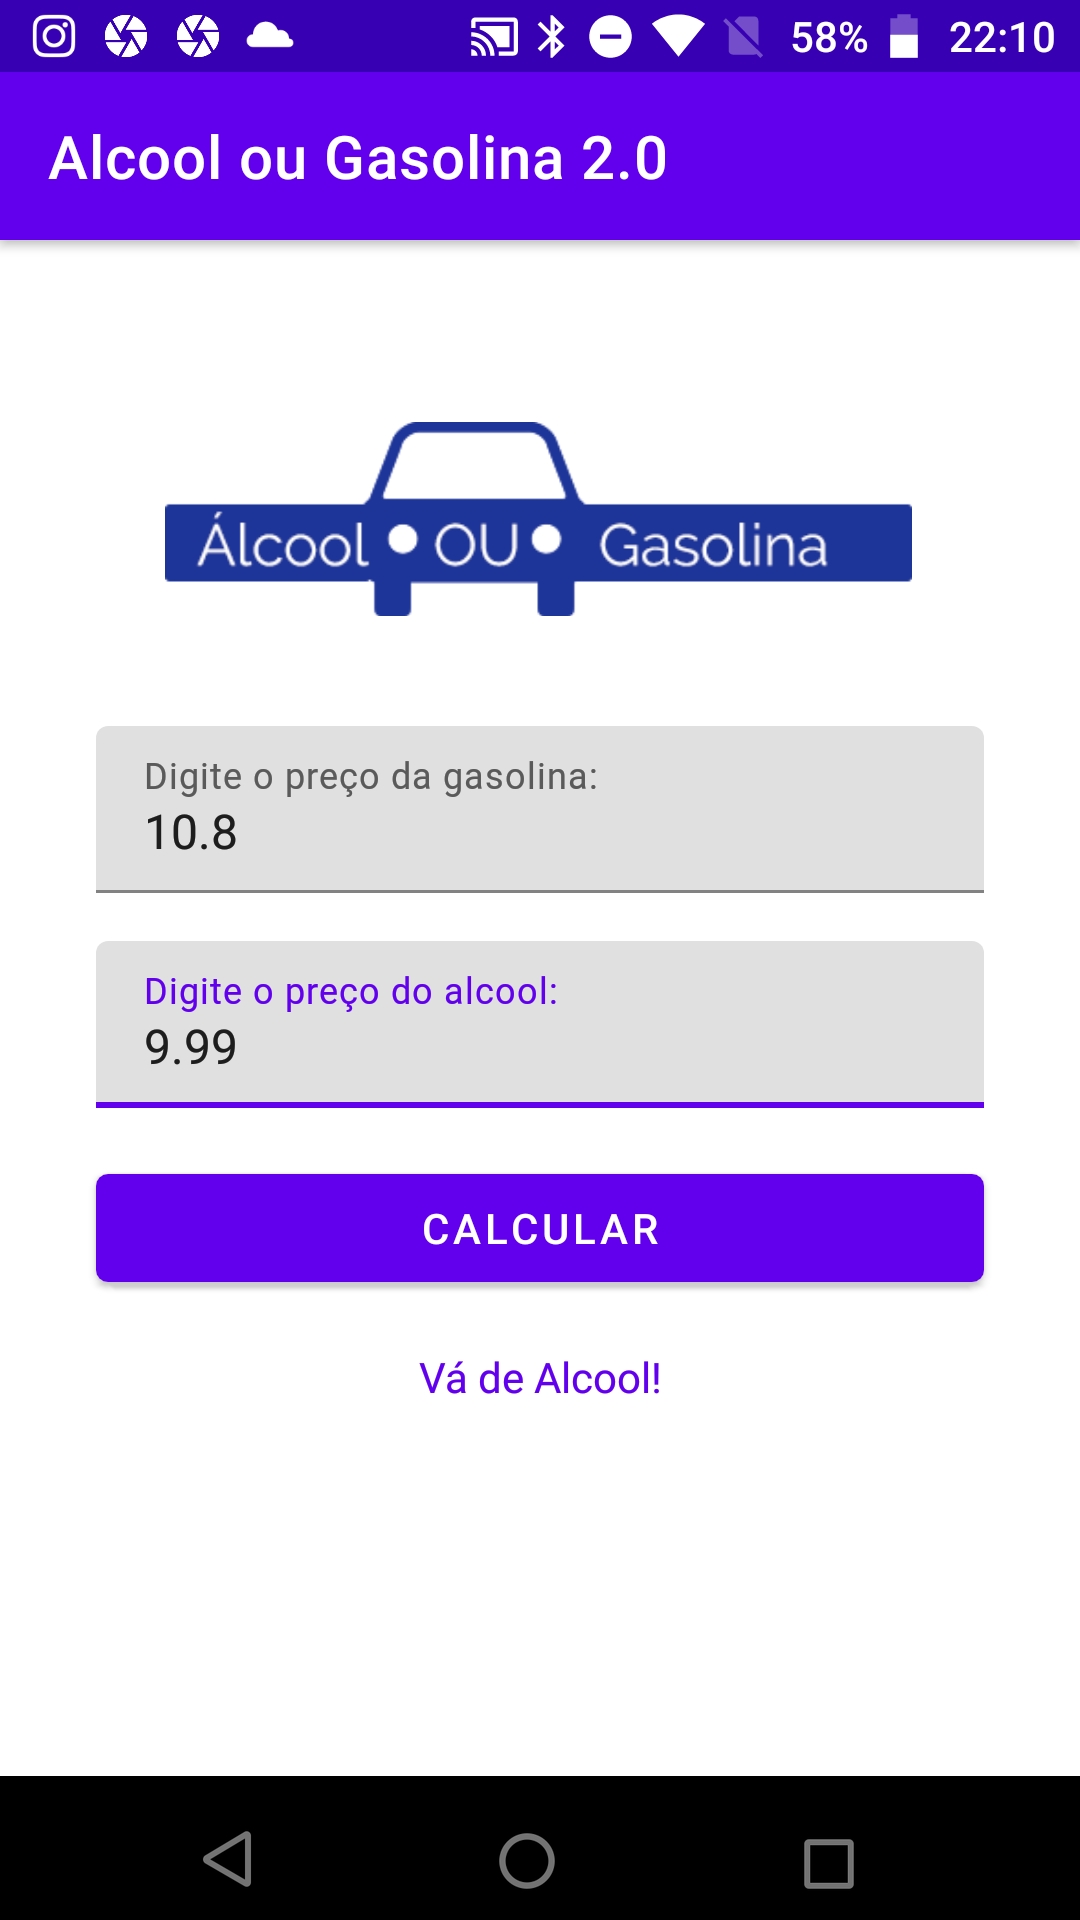 58% 22:10
Alcool ou Gasolina 2.0
Álcool OU Gasolina
Digite o preço da gasolina:
10.8
Digite o preço do alcool:
9.99
CALCULAR
Vá de Alcool!